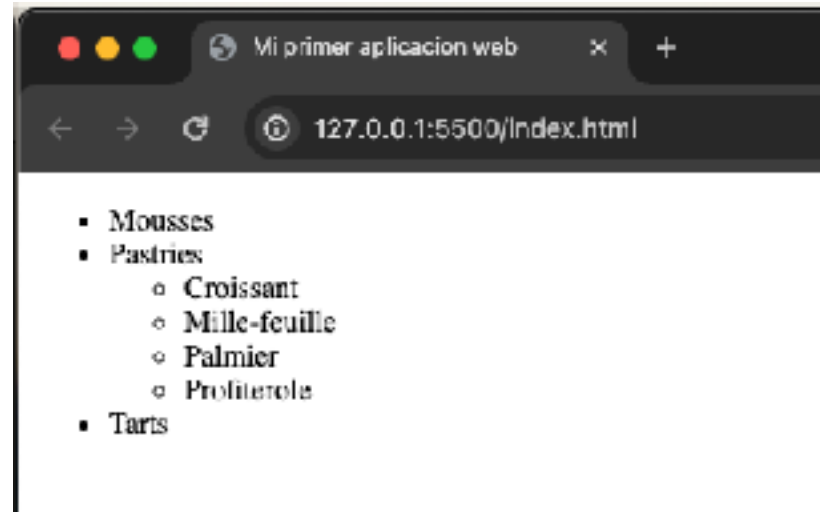 Mi primer aplicacion web
127.0.0.1:5500/index.html
Mousses
Pastries
Croissant
Mille-feuille
Palmier
Profiterole
Tarts